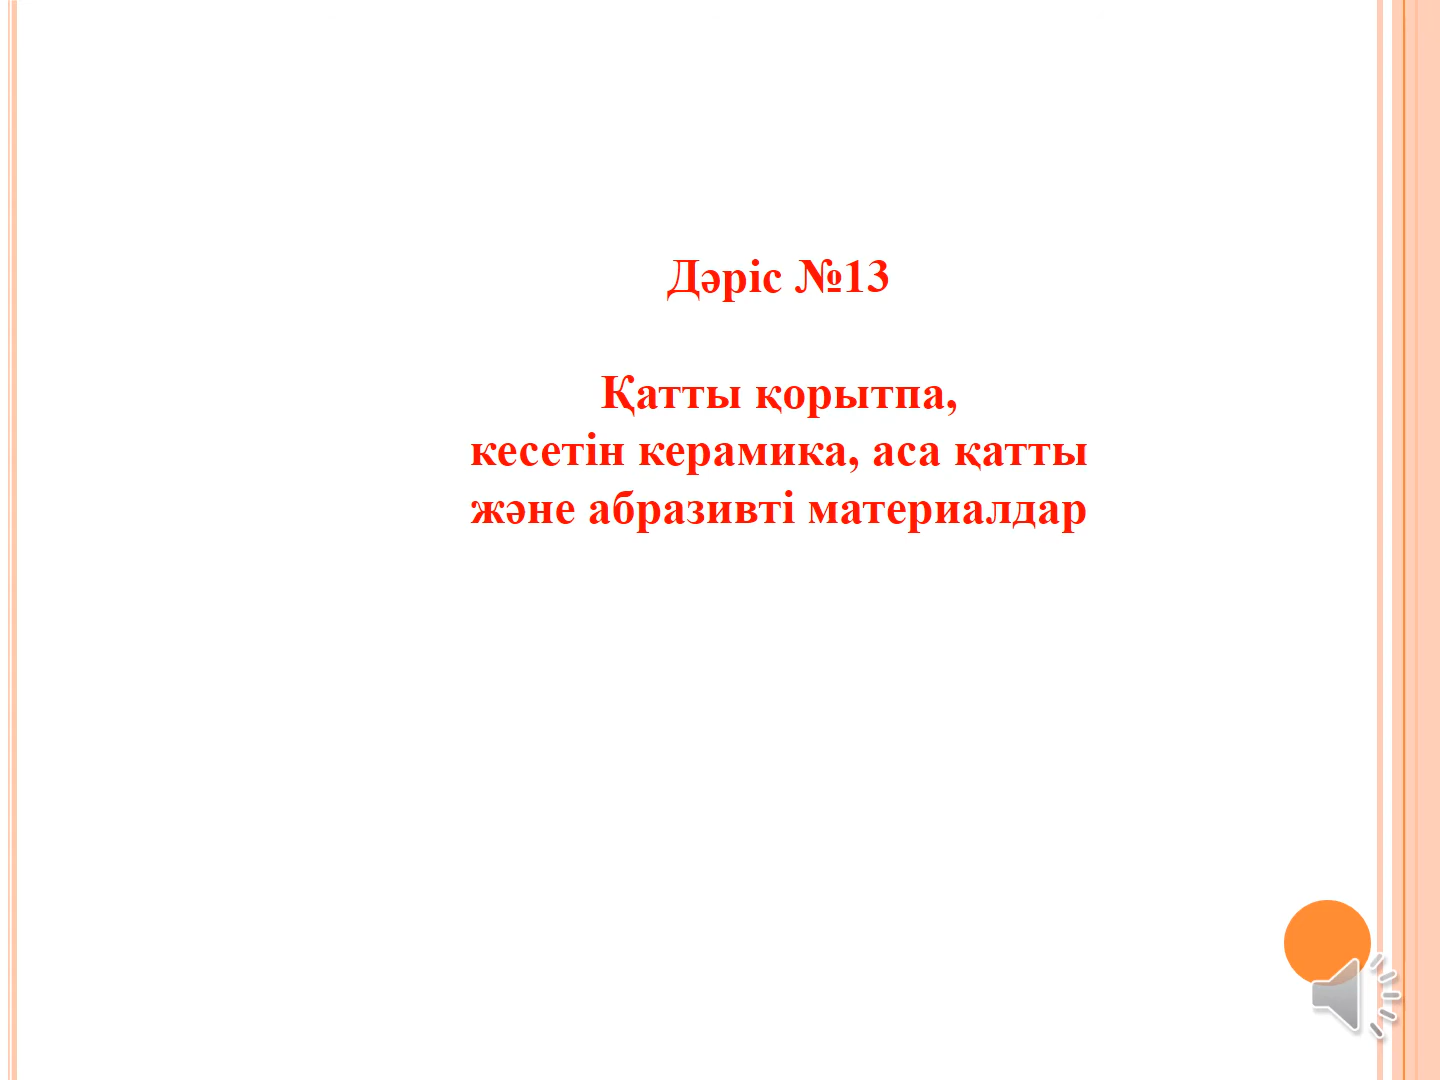 Дәріс №13
Қатты қорытпа,
кесетін керамика, аса қатты
және абразивті материалдар